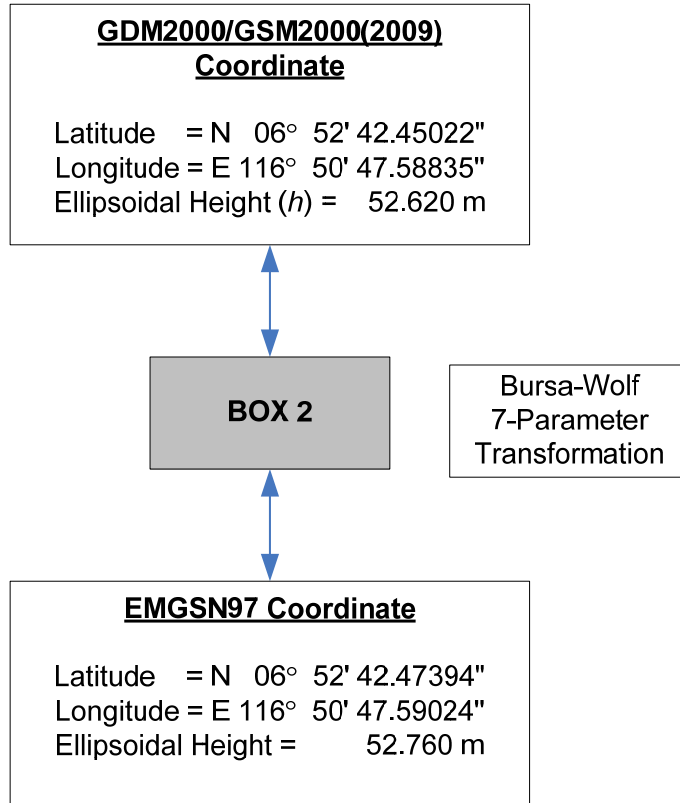 GDM2000/GSM2000(2009)
Coordinate
Latitude = N 06° 52' 42.45022"
Longitude = E 116° 50' 47.58835"
Ellipsoidal Height (h) = 52.620 m
BOX 2
Bursa-Wolf
7-Parameter
Transformation
EMGSN97 Coordinate
Latitude = N 06° 52' 42.47394"
Longitude = E 116° 50' 47.59024"
Ellipsoidal Height = 52.760 m